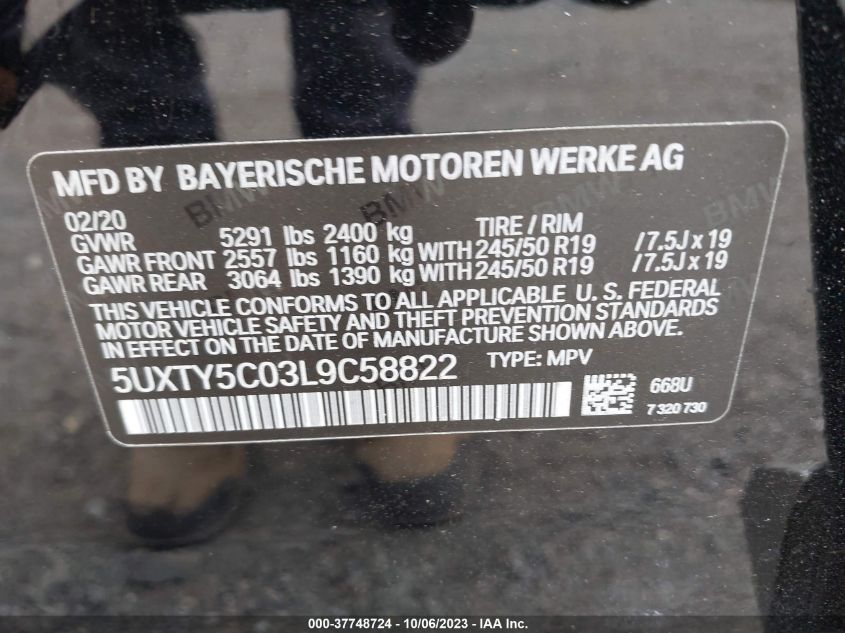 MFD BY BAYERISCHE MOTOREN WERKE AG
02/20
GVWR 5291 lbs 2400 kg TIRE / RIM
GAWR FRONT 2557 lbs 1160 kg WITH 245/50 R19 /7.5J x 19
GAWR REAR 3064 lbs 1390 kg WITH 245/50 R19 /7.5J x 19
THIS VEHICLE CONFORMS TO ALL APPLICABLE U. S. FEDERAL
MOTOR VEHICLE SAFETY AND THEFT PREVENTION STANDARDS
IN EFFECT ON THE DATE OF MANUFACTURE SHOWN ABOVE.
5UXTY5C03L9C58822 TYPE: MPV
668U
7 320 730
BMW BMW BMW BMW
000-37748724 - 10/06/2023 - © IAA Inc.